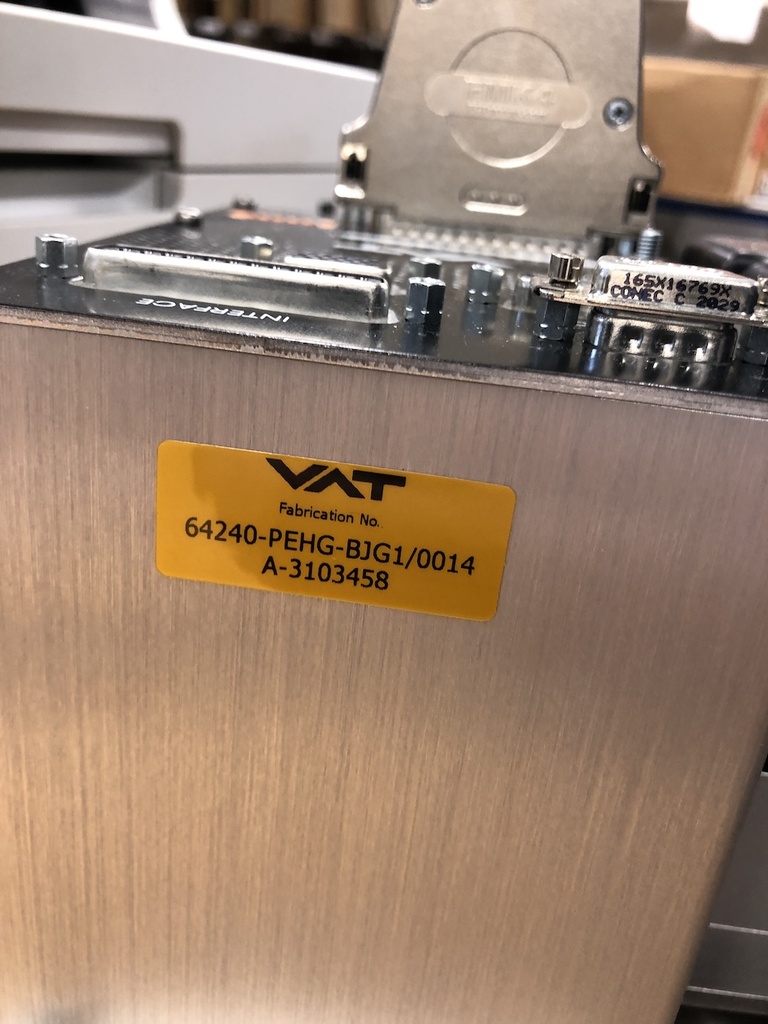 165X16769X
CONEC C 2029
INTERFACE
VAT
Fabrication No.
64240-PEHG-BJG1/0014
A-3103458